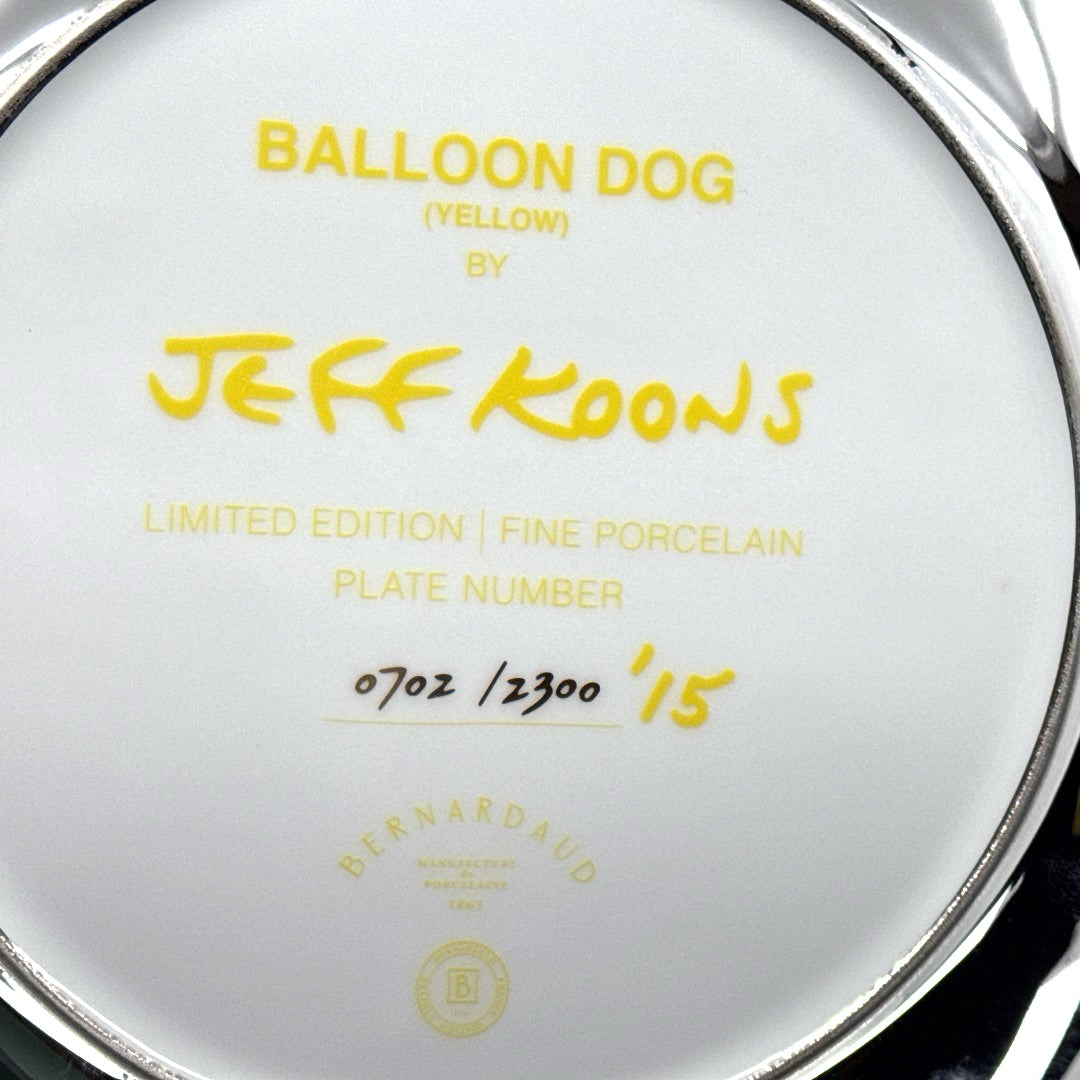 BALLOON DOG
(YELLOW)
BY
JEFF KOONS
LIMITED EDITION | FINE PORCELAIN
PLATE NUMBER
0702 /2300 '15
BERNARDAUD
MANUFACTURE
de
PORCELAINE
1863
B